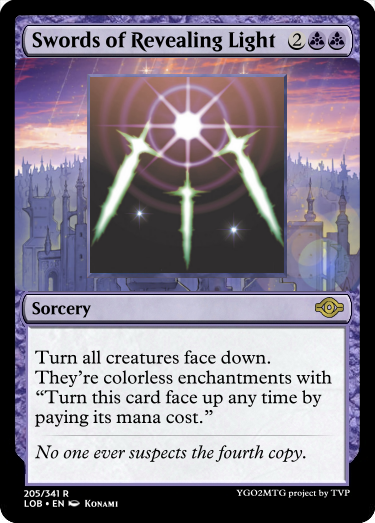 Swords of Revealing Light 2
Sorcery
Turn all creatures face down.
They're colorless enchantments with
“Turn this card face up any time by
paying its mana cost.”
No one ever suspects the fourth copy.
205/341 R
LOB • EN Konami
YGO2MTG project by TVP